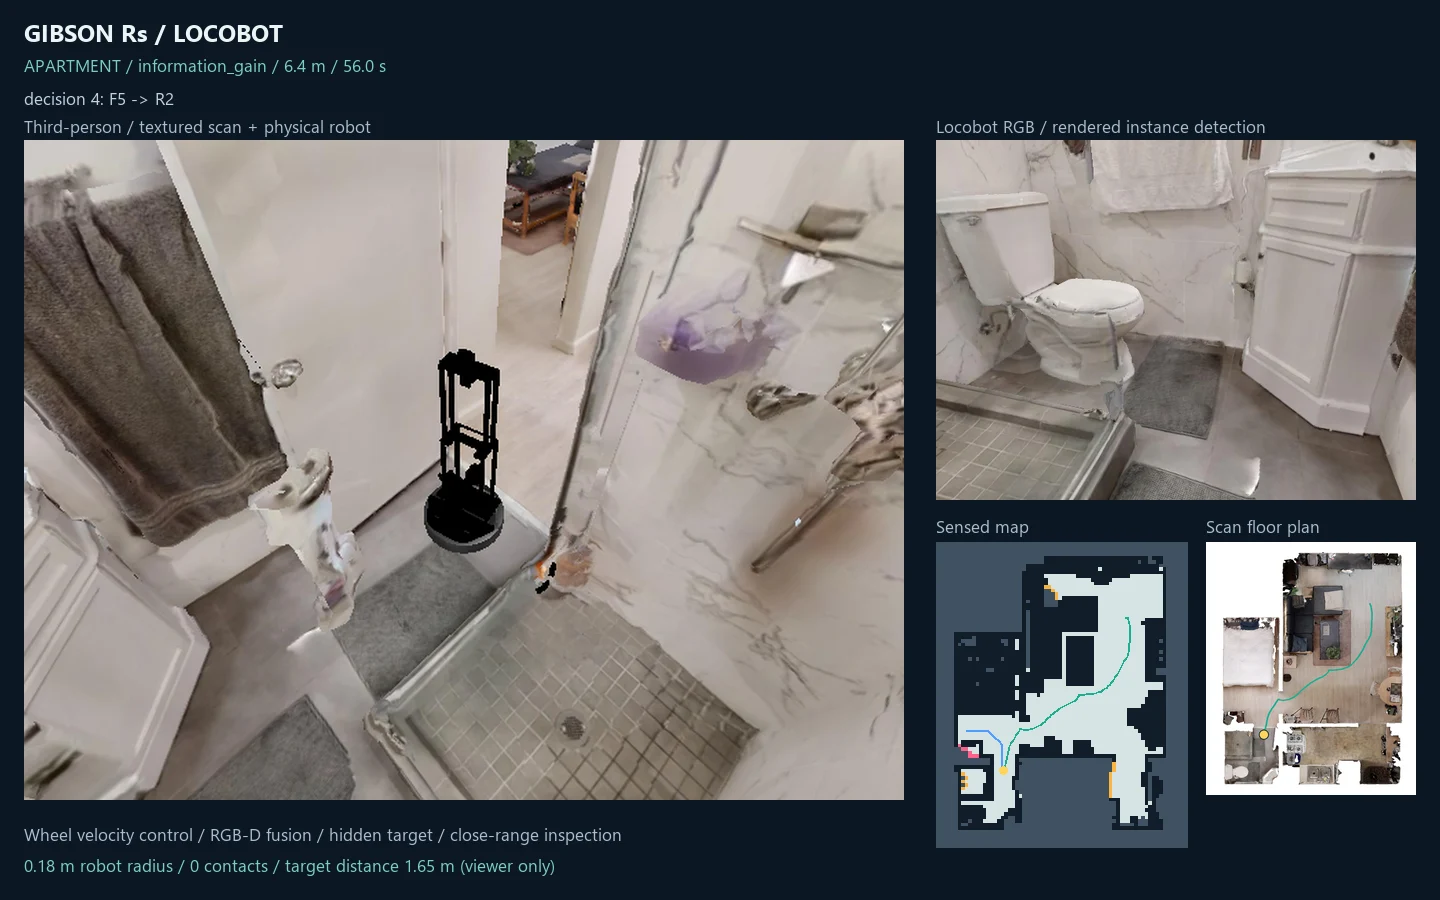 GIBSON Rs / LOCOBOT
APARTMENT / information_gain / 6.4 m / 56.0 s
decision 4: F5 -> R2
Third-person / textured scan + physical robot
Locobot RGB / rendered instance detection
Sensed map
Scan floor plan
Wheel velocity control / RGB-D fusion / hidden target / close-range inspection
0.18 m robot radius / 0 contacts / target distance 1.65 m (viewer only)